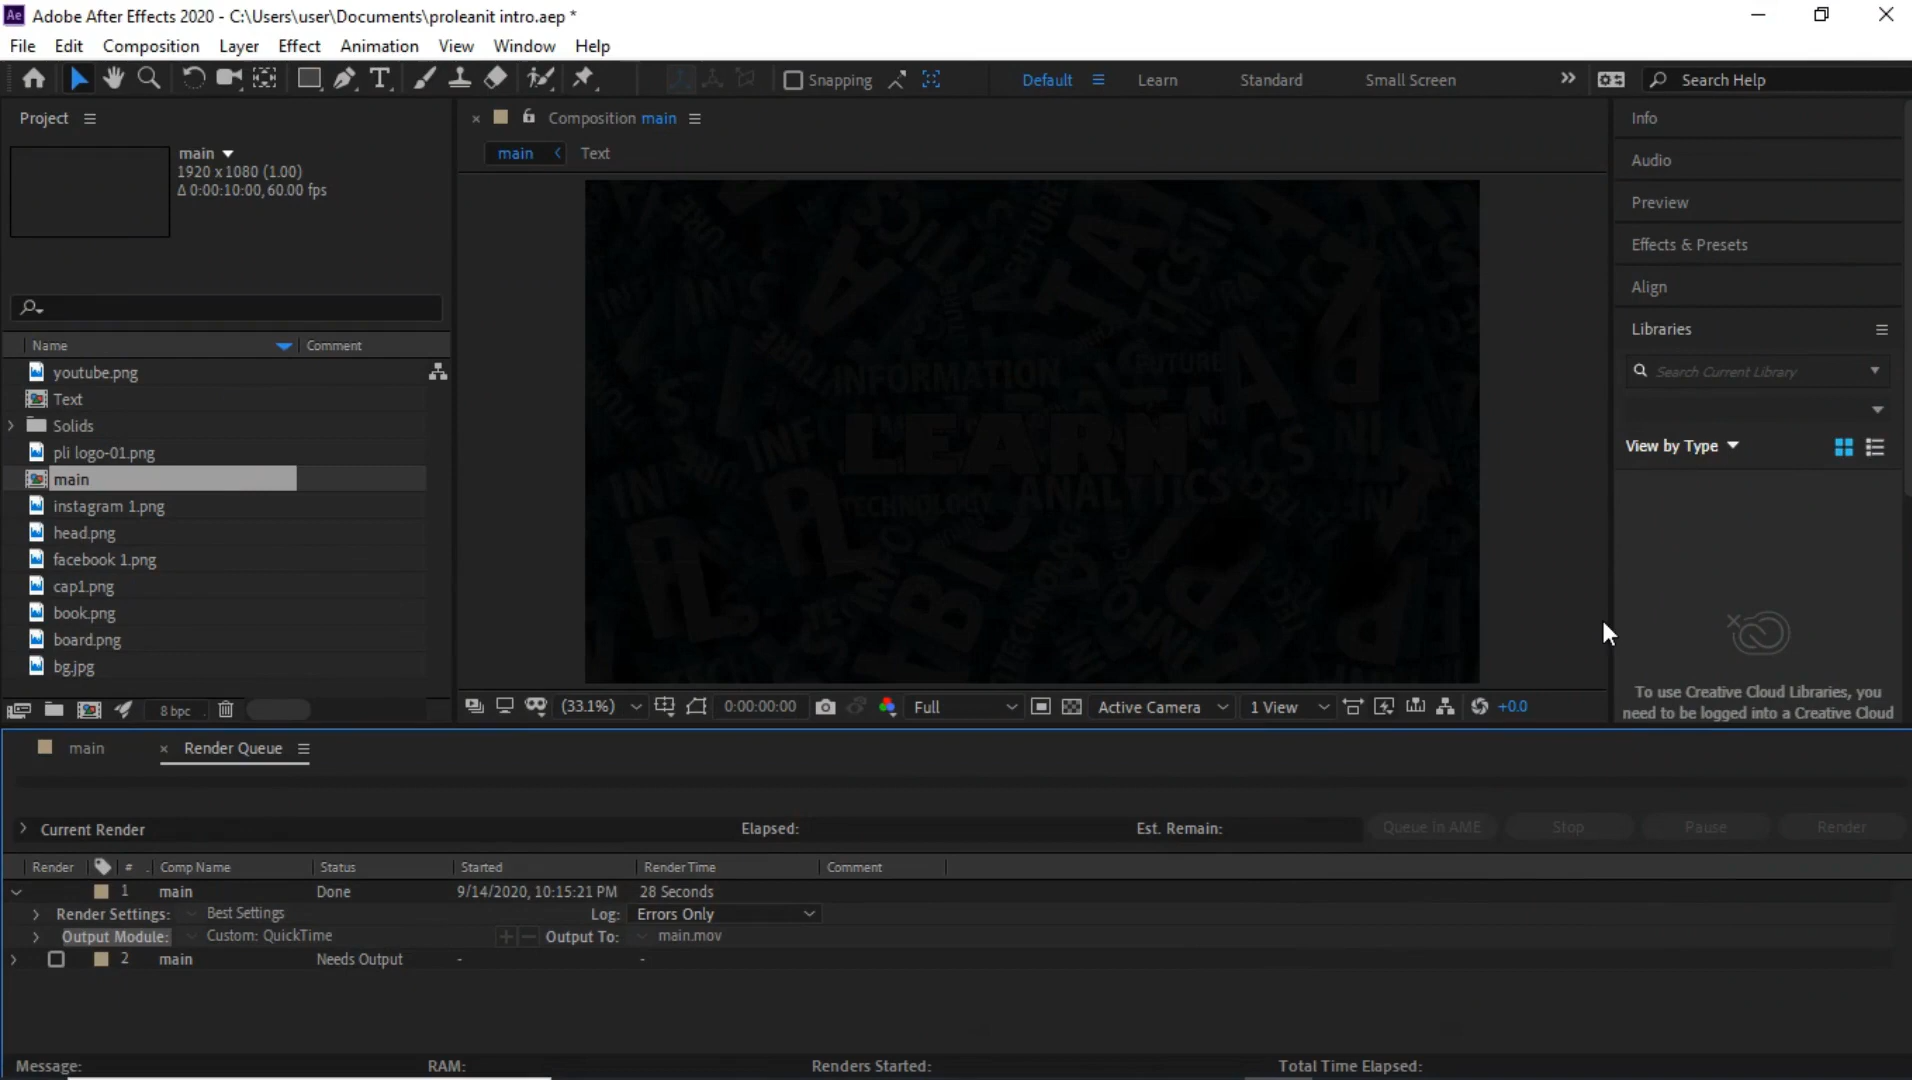 Adobe After Effects 2020 - C:\Users\user\Documents\proleanit intro.aep *
File Edit Composition Layer Effect Animation View Window Help
Snapping Default Learn Standard Small Screen Search Help
Project
main
1920 x 1080 (1.00)
Δ 0:00:10:00, 60.00 fps
Name Comment
youtube.png
Text
Solids
pli logo-01.png
main
instagram 1.png
head.png
facebook 1.png
cap1.png
book.png
board.png
bg.jpg
8 bpc
Composition main
main Text
INFORMATION
FUTURE
LEARN
TECHNOLOGY ANALYTICS
(33.1%) 0:00:00:00 Full Active Camera 1 View +0.0
Info
Audio
Preview
Effects & Presets
Align
Libraries
Search Current Library
View by Type
To use Creative Cloud Libraries, you
need to be logged into a Creative Cloud
main Render Queue
Current Render Elapsed: Est. Remain: Queue in AME Stop Pause Render
Render # Comp Name Status Started Render Time Comment
1 main Done 9/14/2020, 10:15:21 PM 28 Seconds
Render Settings: Best Settings Log: Errors Only
Output Module: Custom: QuickTime Output To: main.mov
2 main Needs Output - -
Message: RAM: Renders Started: Total Time Elapsed: